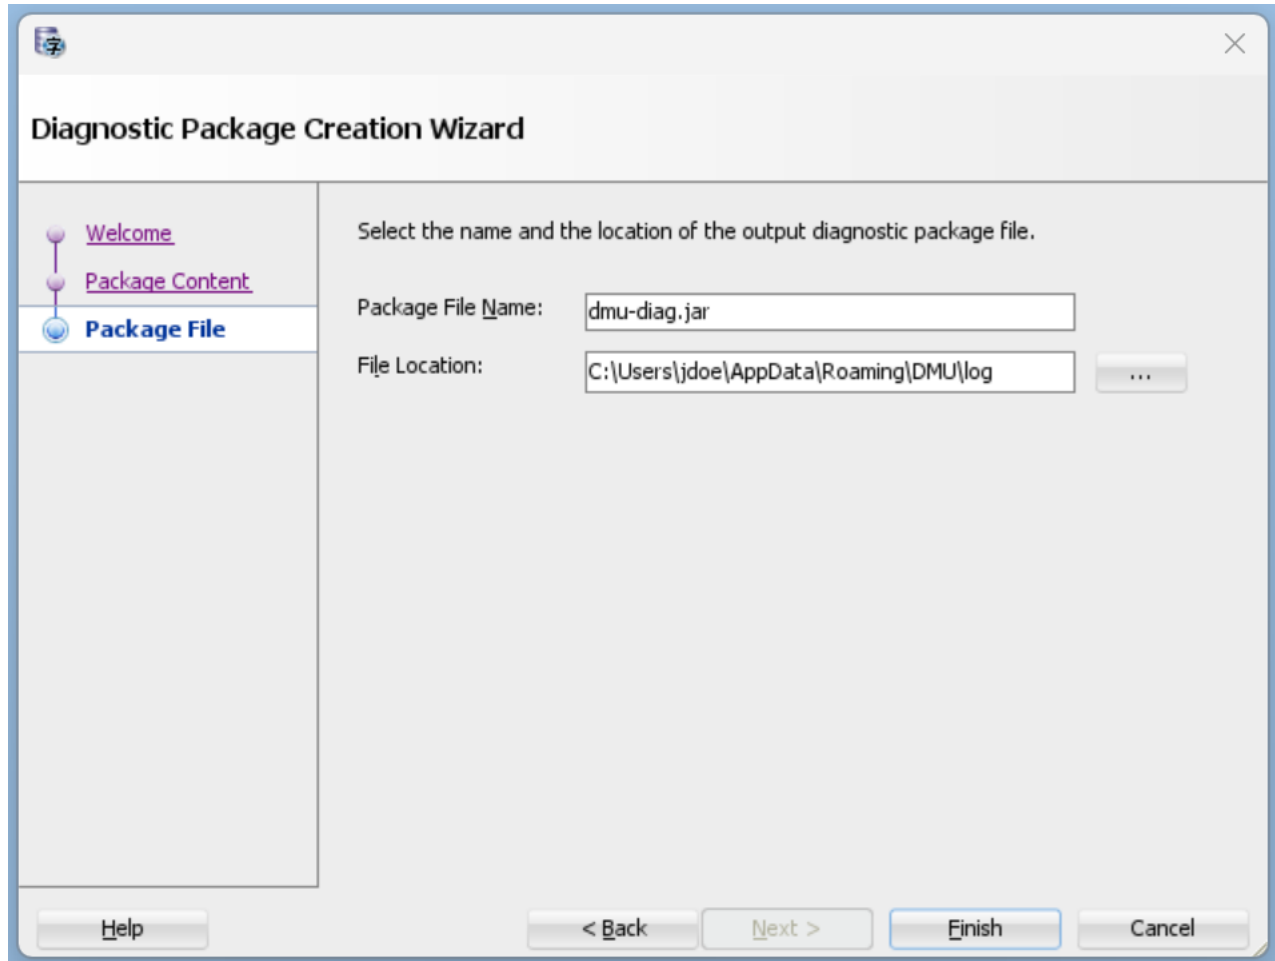 Diagnostic Package Creation Wizard
Welcome
Package Content
Package File
Select the name and the location of the output diagnostic package file.
Package File Name: dmu-diag.jar
File Location: C:\Users\jdoe\AppData\Roaming\DMU\log ...
Help < Back Next > Finish Cancel